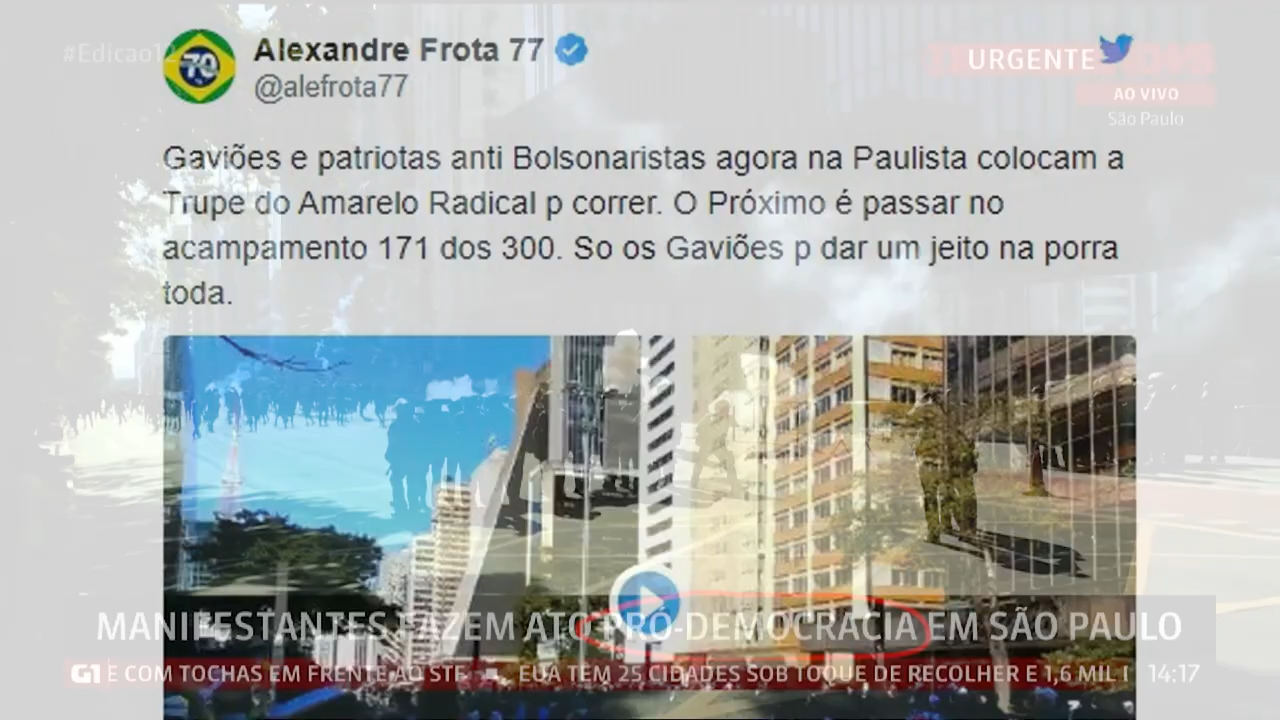 #Edicao12
Alexandre Frota 77
@alefrota77
URGENTE
AO VIVO
São Paulo
Gaviões e patriotas anti Bolsonaristas agora na Paulista colocam a
Trupe do Amarelo Radical p correr. O Próximo é passar no
acampamento 171 dos 300. So os Gaviões p dar um jeito na porra
toda.
MANIFESTANTES FAZEM ATO PRÓ-DEMOCRACIA EM SÃO PAULO
G1 E COM TOCHAS EM FRENTE AO STF EUA TEM 25 CIDADES SOB TOQUE DE RECOLHER E 1,6 MIL 14:17